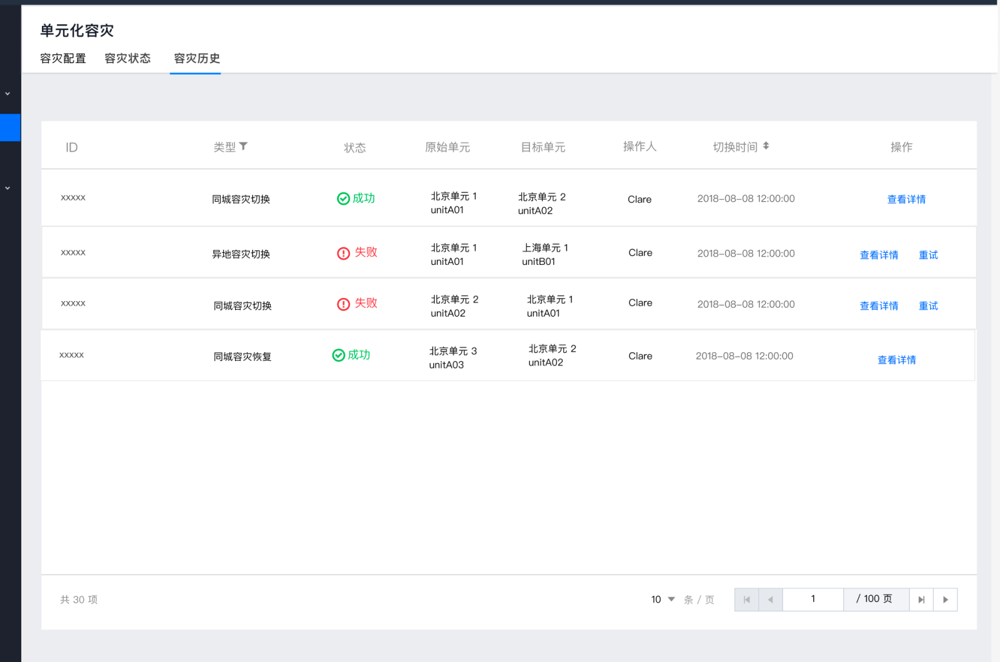 单元化容灾
容灾配置 容灾状态 容灾历史
ID 类型 状态 原始单元 目标单元 操作人 切换时间 操作
xxxxx 同城容灾切换 成功 北京单元 1 北京单元 2 Clare 2018-08-08 12:00:00 查看详情
unitA01 unitA02
xxxxx 异地容灾切换 失败 北京单元 1 上海单元 1 Clare 2018-08-08 12:00:00 查看详情 重试
unitA01 unitB01
xxxxx 同城容灾切换 失败 北京单元 2 北京单元 1 Clare 2018-08-08 12:00:00 查看详情 重试
unitA02 unitA01
xxxxx 同城容灾恢复 成功 北京单元 3 北京单元 2 Clare 2018-08-08 12:00:00 查看详情
unitA03 unitA02
共 30 项 10 条 / 页 1 / 100 页